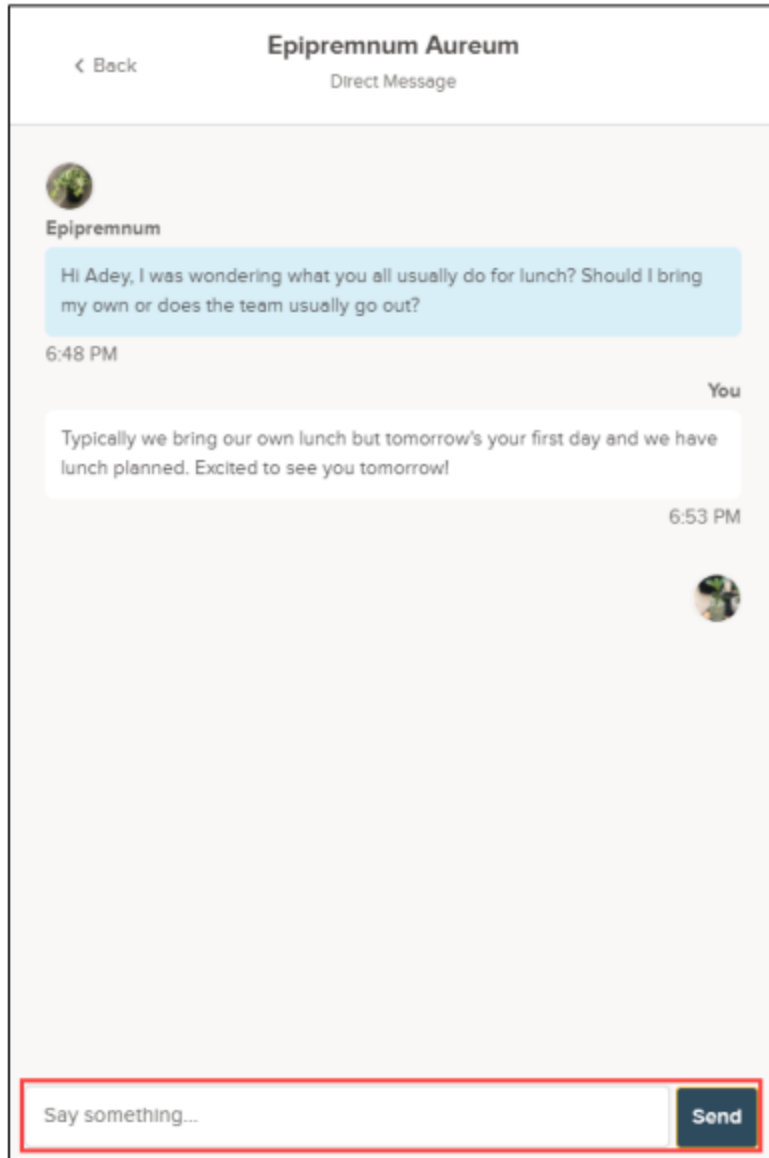 Epipremnum Aureum
< Back
Direct Message
Epipremnum
Hi Adey, I was wondering what you all usually do for lunch? Should I bring
my own or does the team usually go out?
6:48 PM
You
Typically we bring our own lunch but tomorrow's your first day and we have
lunch planned. Excited to see you tomorrow!
6:53 PM
Say something...
Send